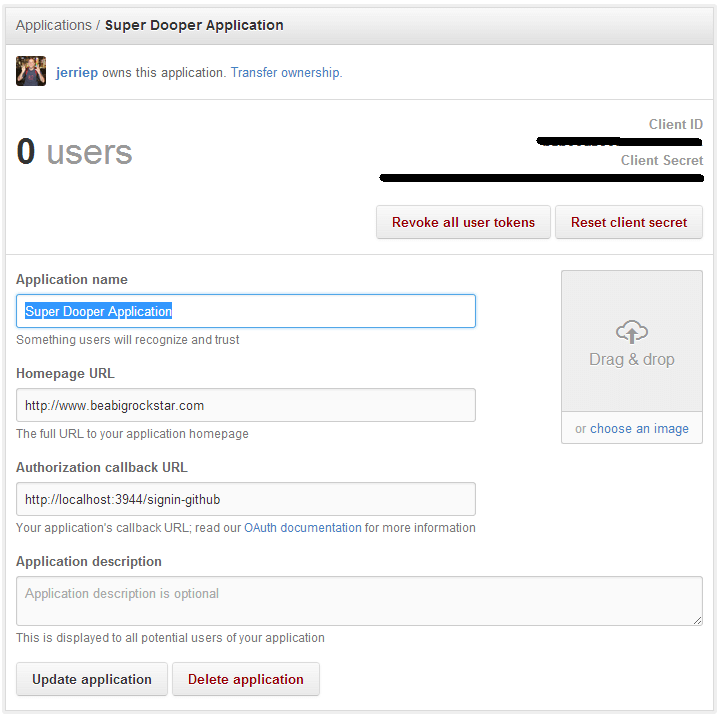 Applications / Super Dooper Application
jerriep owns this application. Transfer ownership.
0 users
Client ID
Client Secret
Revoke all user tokens
Reset client secret
Application name
Super Dooper Application
Something users will recognize and trust
Drag & drop
or choose an image
Homepage URL
http://www.beabigrockstar.com
The full URL to your application homepage
Authorization callback URL
http://localhost:3944/signin-github
Your application's callback URL; read our OAuth documentation for more information
Application description
Application description is optional
This is displayed to all potential users of your application
Update application
Delete application